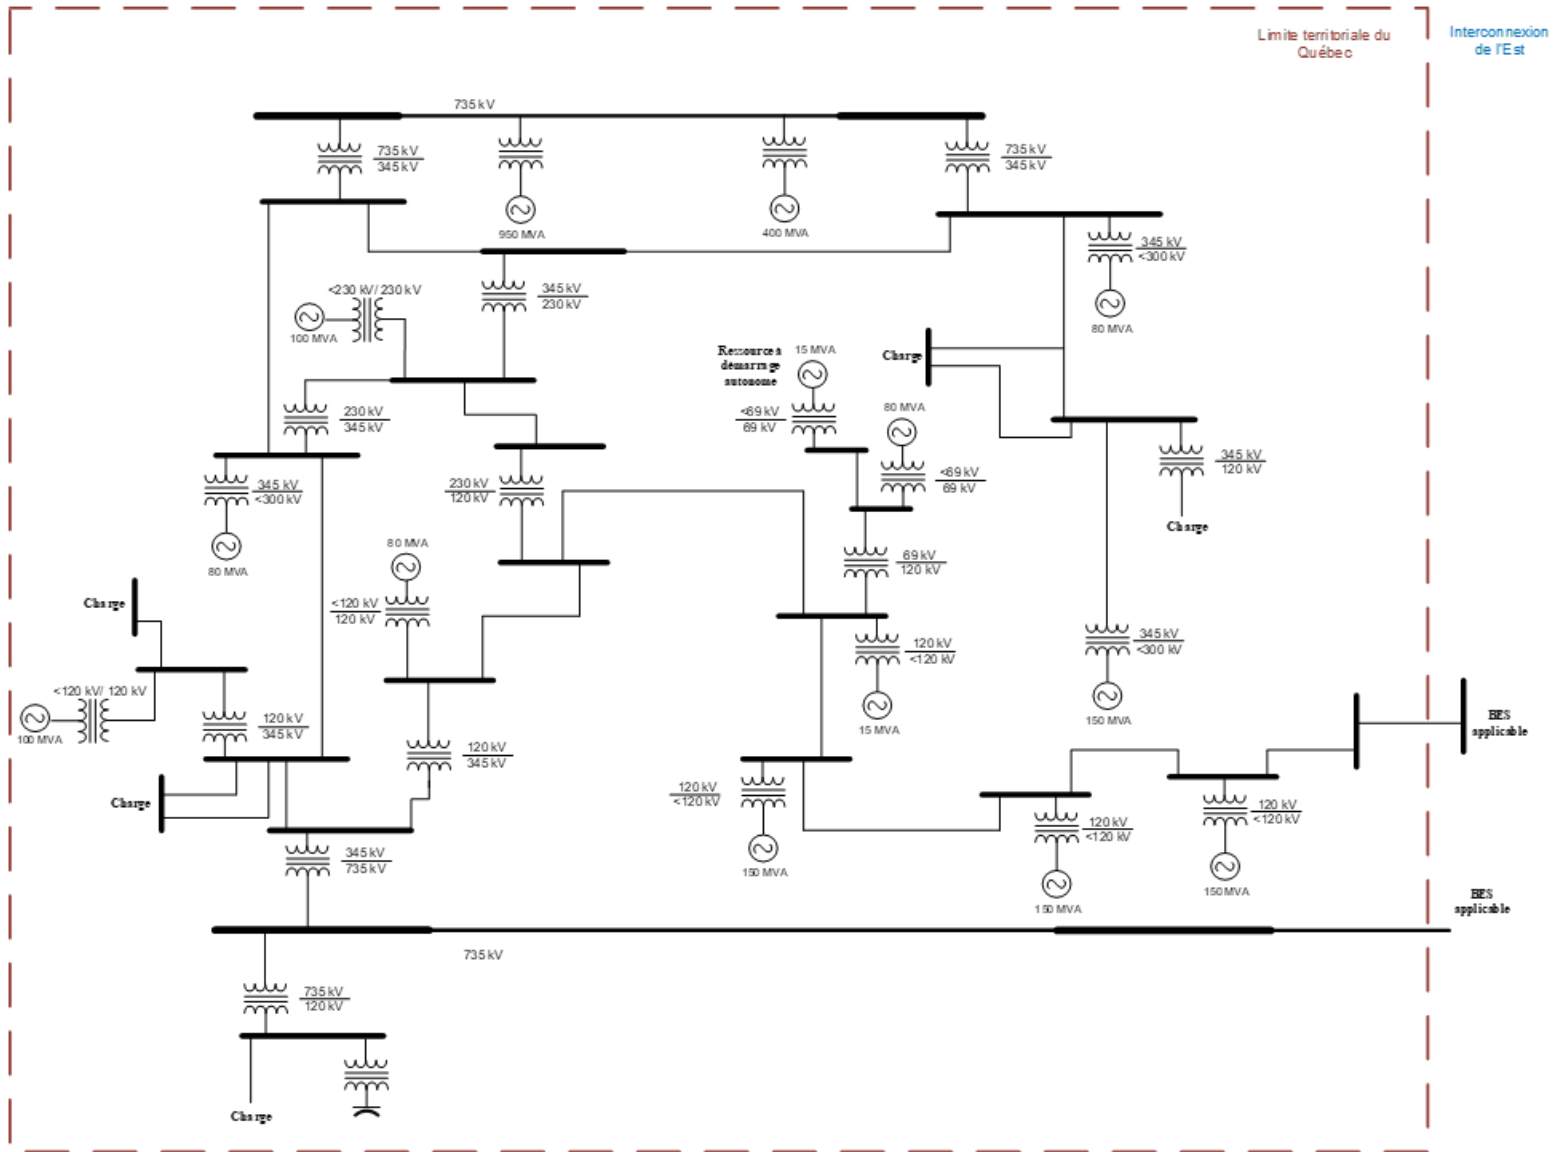 Limite territoriale du
Québec
Interconnexion
de l'Est
735 kV
735 kV
345 kV
735 kV
345 kV
950 MVA
400 MVA
345 kV
<300 kV
80 MVA
<230 kV/ 230 kV
100 MVA
345 kV
230 kV
Ressource à
démarrage
autonome
15 MVA
Charge
230 kV
345 kV
<69 kV
69 kV
80 MVA
<69 kV
69 kV
345 kV
120 kV
Charge
345 kV
<300 kV
80 MVA
230 kV
120 kV
80 MVA
69 kV
120 kV
Charge
<120 kV
120 kV
120 kV
<120 kV
15 MVA
345 kV
<300 kV
150 MVA
<120 kV/ 120 kV
100 MVA
120 kV
345 kV
120 kV
345 kV
BES
applicable
Charge
120 kV
<120 kV
150 MVA
120 kV
<120 kV
150 MVA
120 kV
<120 kV
150 MVA
345 kV
735 kV
BES
applicable
735 kV
735 kV
120 kV
Charge